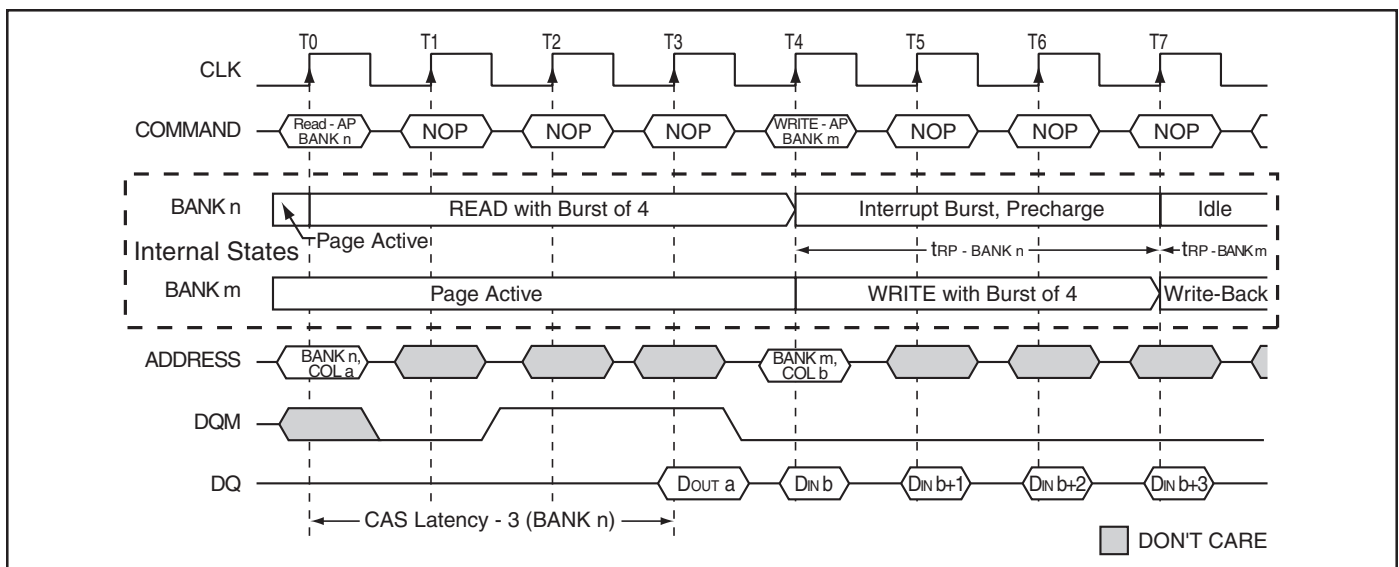 T0 T1 T2 T3 T4 T5 T6 T7
CLK
COMMAND Read - AP NOP NOP NOP WRITE - AP NOP NOP NOP
BANK n BANK m
BANK n READ with Burst of 4 Interrupt Burst, Precharge Idle
Internal States Page Active tRP - BANK n tRP - BANK m
BANK m Page Active WRITE with Burst of 4 Write-Back
ADDRESS BANK n, BANK m,
COL a COL b
DQM
DQ DOUT a DIN b DIN b+1 DIN b+2 DIN b+3
CAS Latency - 3 (BANK n)
DON'T CARE